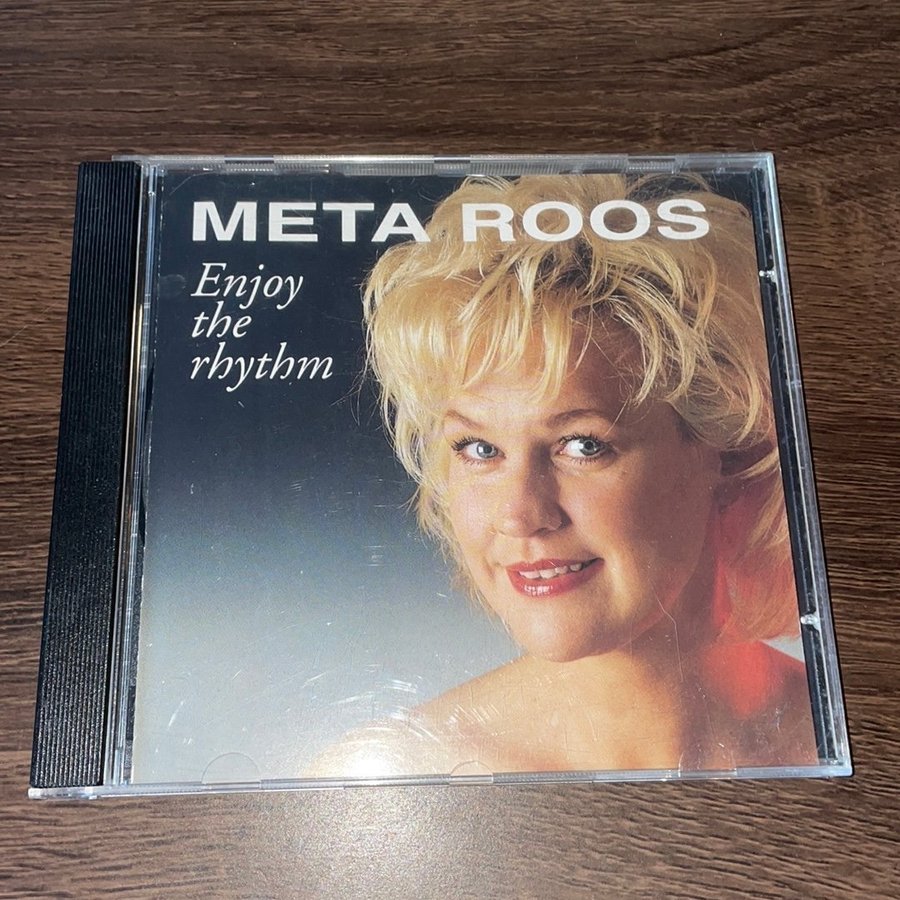 META ROOS
Enjoy
the
rhythm